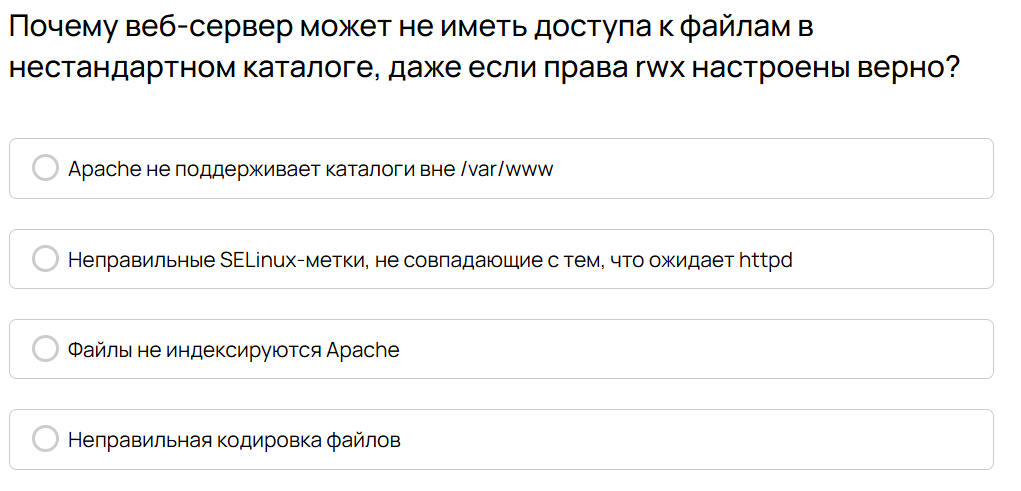 Почему веб-сервер может не иметь доступа к файлам в
нестандартном каталоге, даже если права rwx настроены верно?
Apache не поддерживает каталоги вне /var/www
Неправильные SELinux-метки, не совпадающие с тем, что ожидает httpd
Файлы не индексируются Apache
Неправильная кодировка файлов